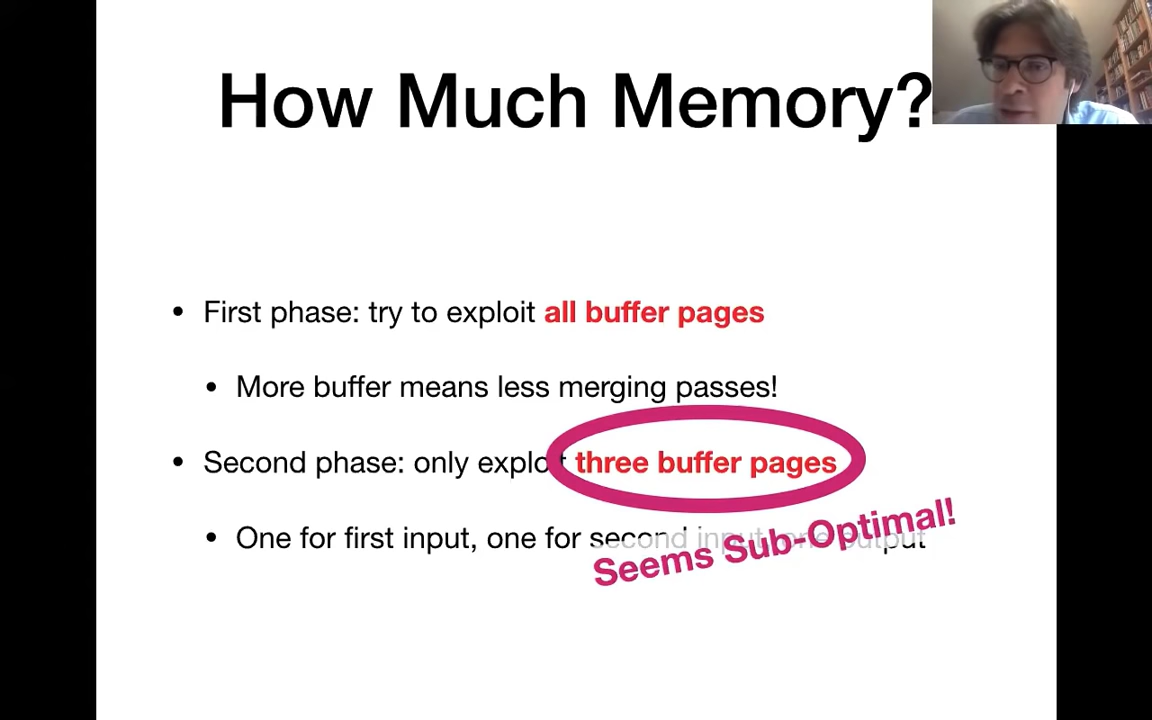 How Much Memory?
• First phase: try to exploit all buffer pages
• More buffer means less merging passes!
• Second phase: only exploit three buffer pages
• One for first input, one for second input, one output
Seems Sub-Optimal!